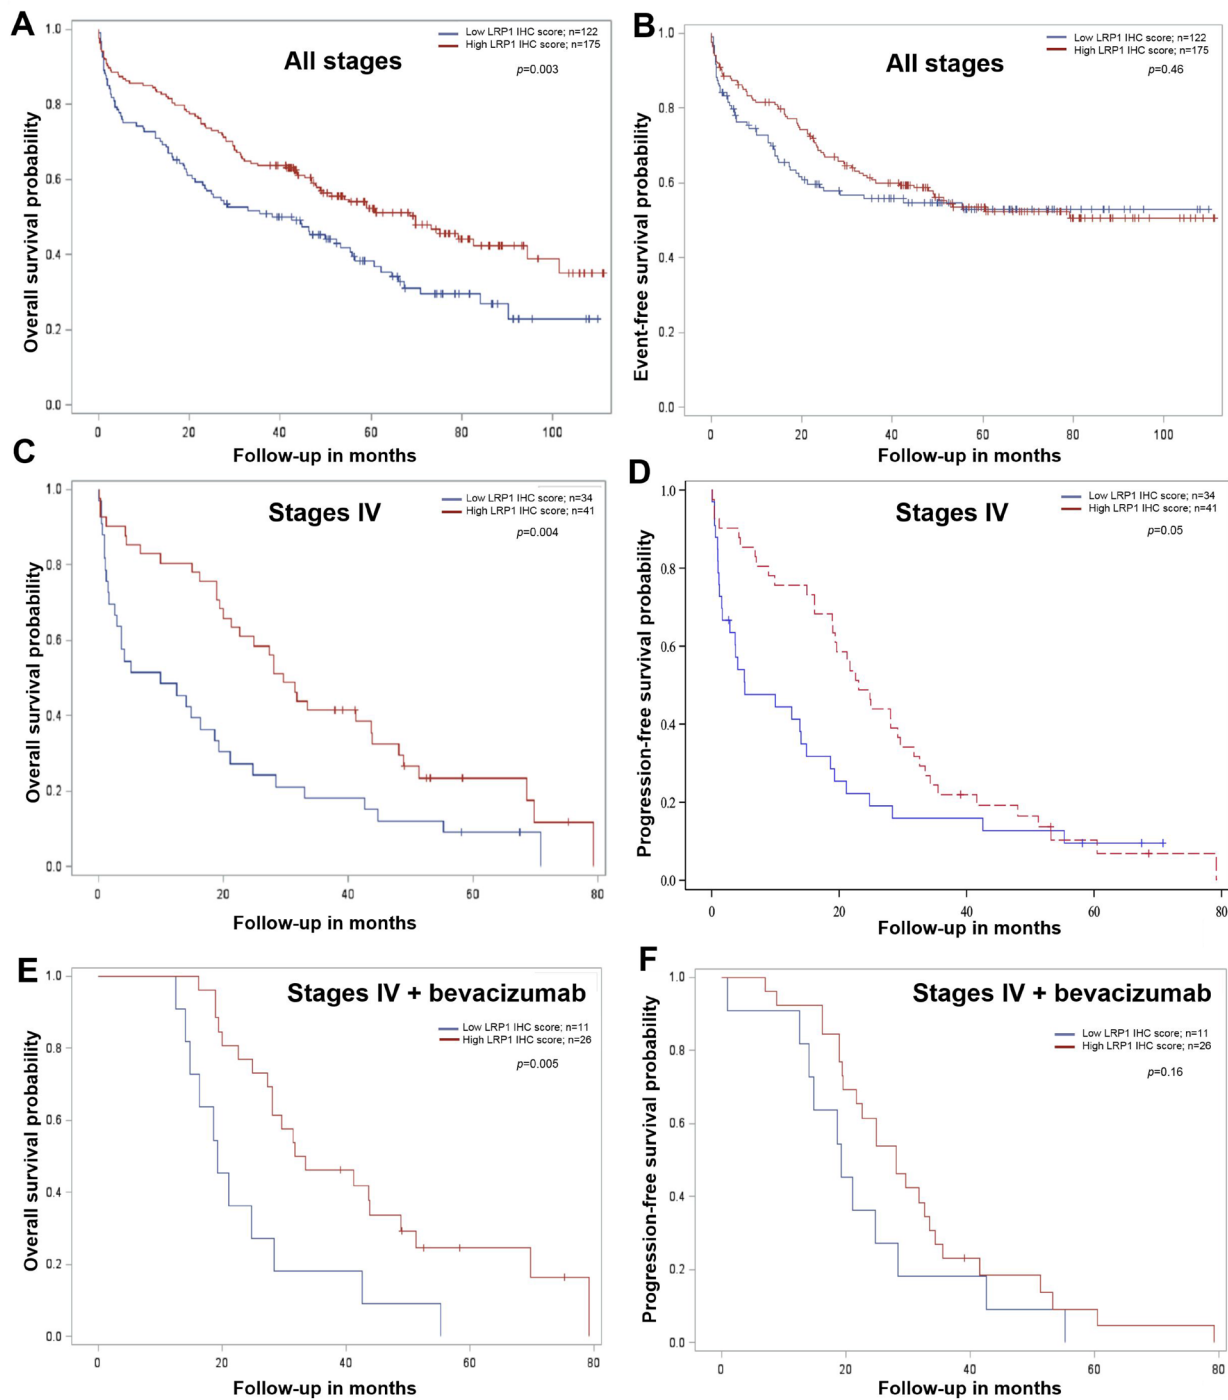 A
All stages
Low LRP1 IHC score; n=122
High LRP1 IHC score; n=175
p=0.003
Overall survival probability
1.0
0.8
0.6
0.4
0.2
0.0
0 20 40 60 80 100
Follow-up in months
B
All stages
Low LRP1 IHC score; n=122
High LRP1 IHC score; n=175
p=0.46
Event-free survival probability
1.0
0.8
0.6
0.4
0.2
0.0
0 20 40 60 80 100
Follow-up in months
C
Stages IV
Low LRP1 IHC score; n=34
High LRP1 IHC score; n=41
p=0.004
Overall survival probability
1.0
0.8
0.6
0.4
0.2
0.0
0 20 40 60 80
Follow-up in months
D
Stages IV
Low LRP1 IHC score; n=34
High LRP1 IHC score; n=41
p=0.05
Progression-free survival probability
1.0
0.8
0.6
0.4
0.2
0.0
0 20 40 60 80
Follow-up in months
E
Stages IV + bevacizumab
Low LRP1 IHC score; n=11
High LRP1 IHC score; n=26
p=0.005
Overall survival probability
1.0
0.8
0.6
0.4
0.2
0.0
0 20 40 60 80
Follow-up in months
F
Stages IV + bevacizumab
Low LRP1 IHC score; n=11
High LRP1 IHC score; n=26
p=0.16
Progression-free survival probability
1.0
0.8
0.6
0.4
0.2
0.0
0 20 40 60 80
Follow-up in months